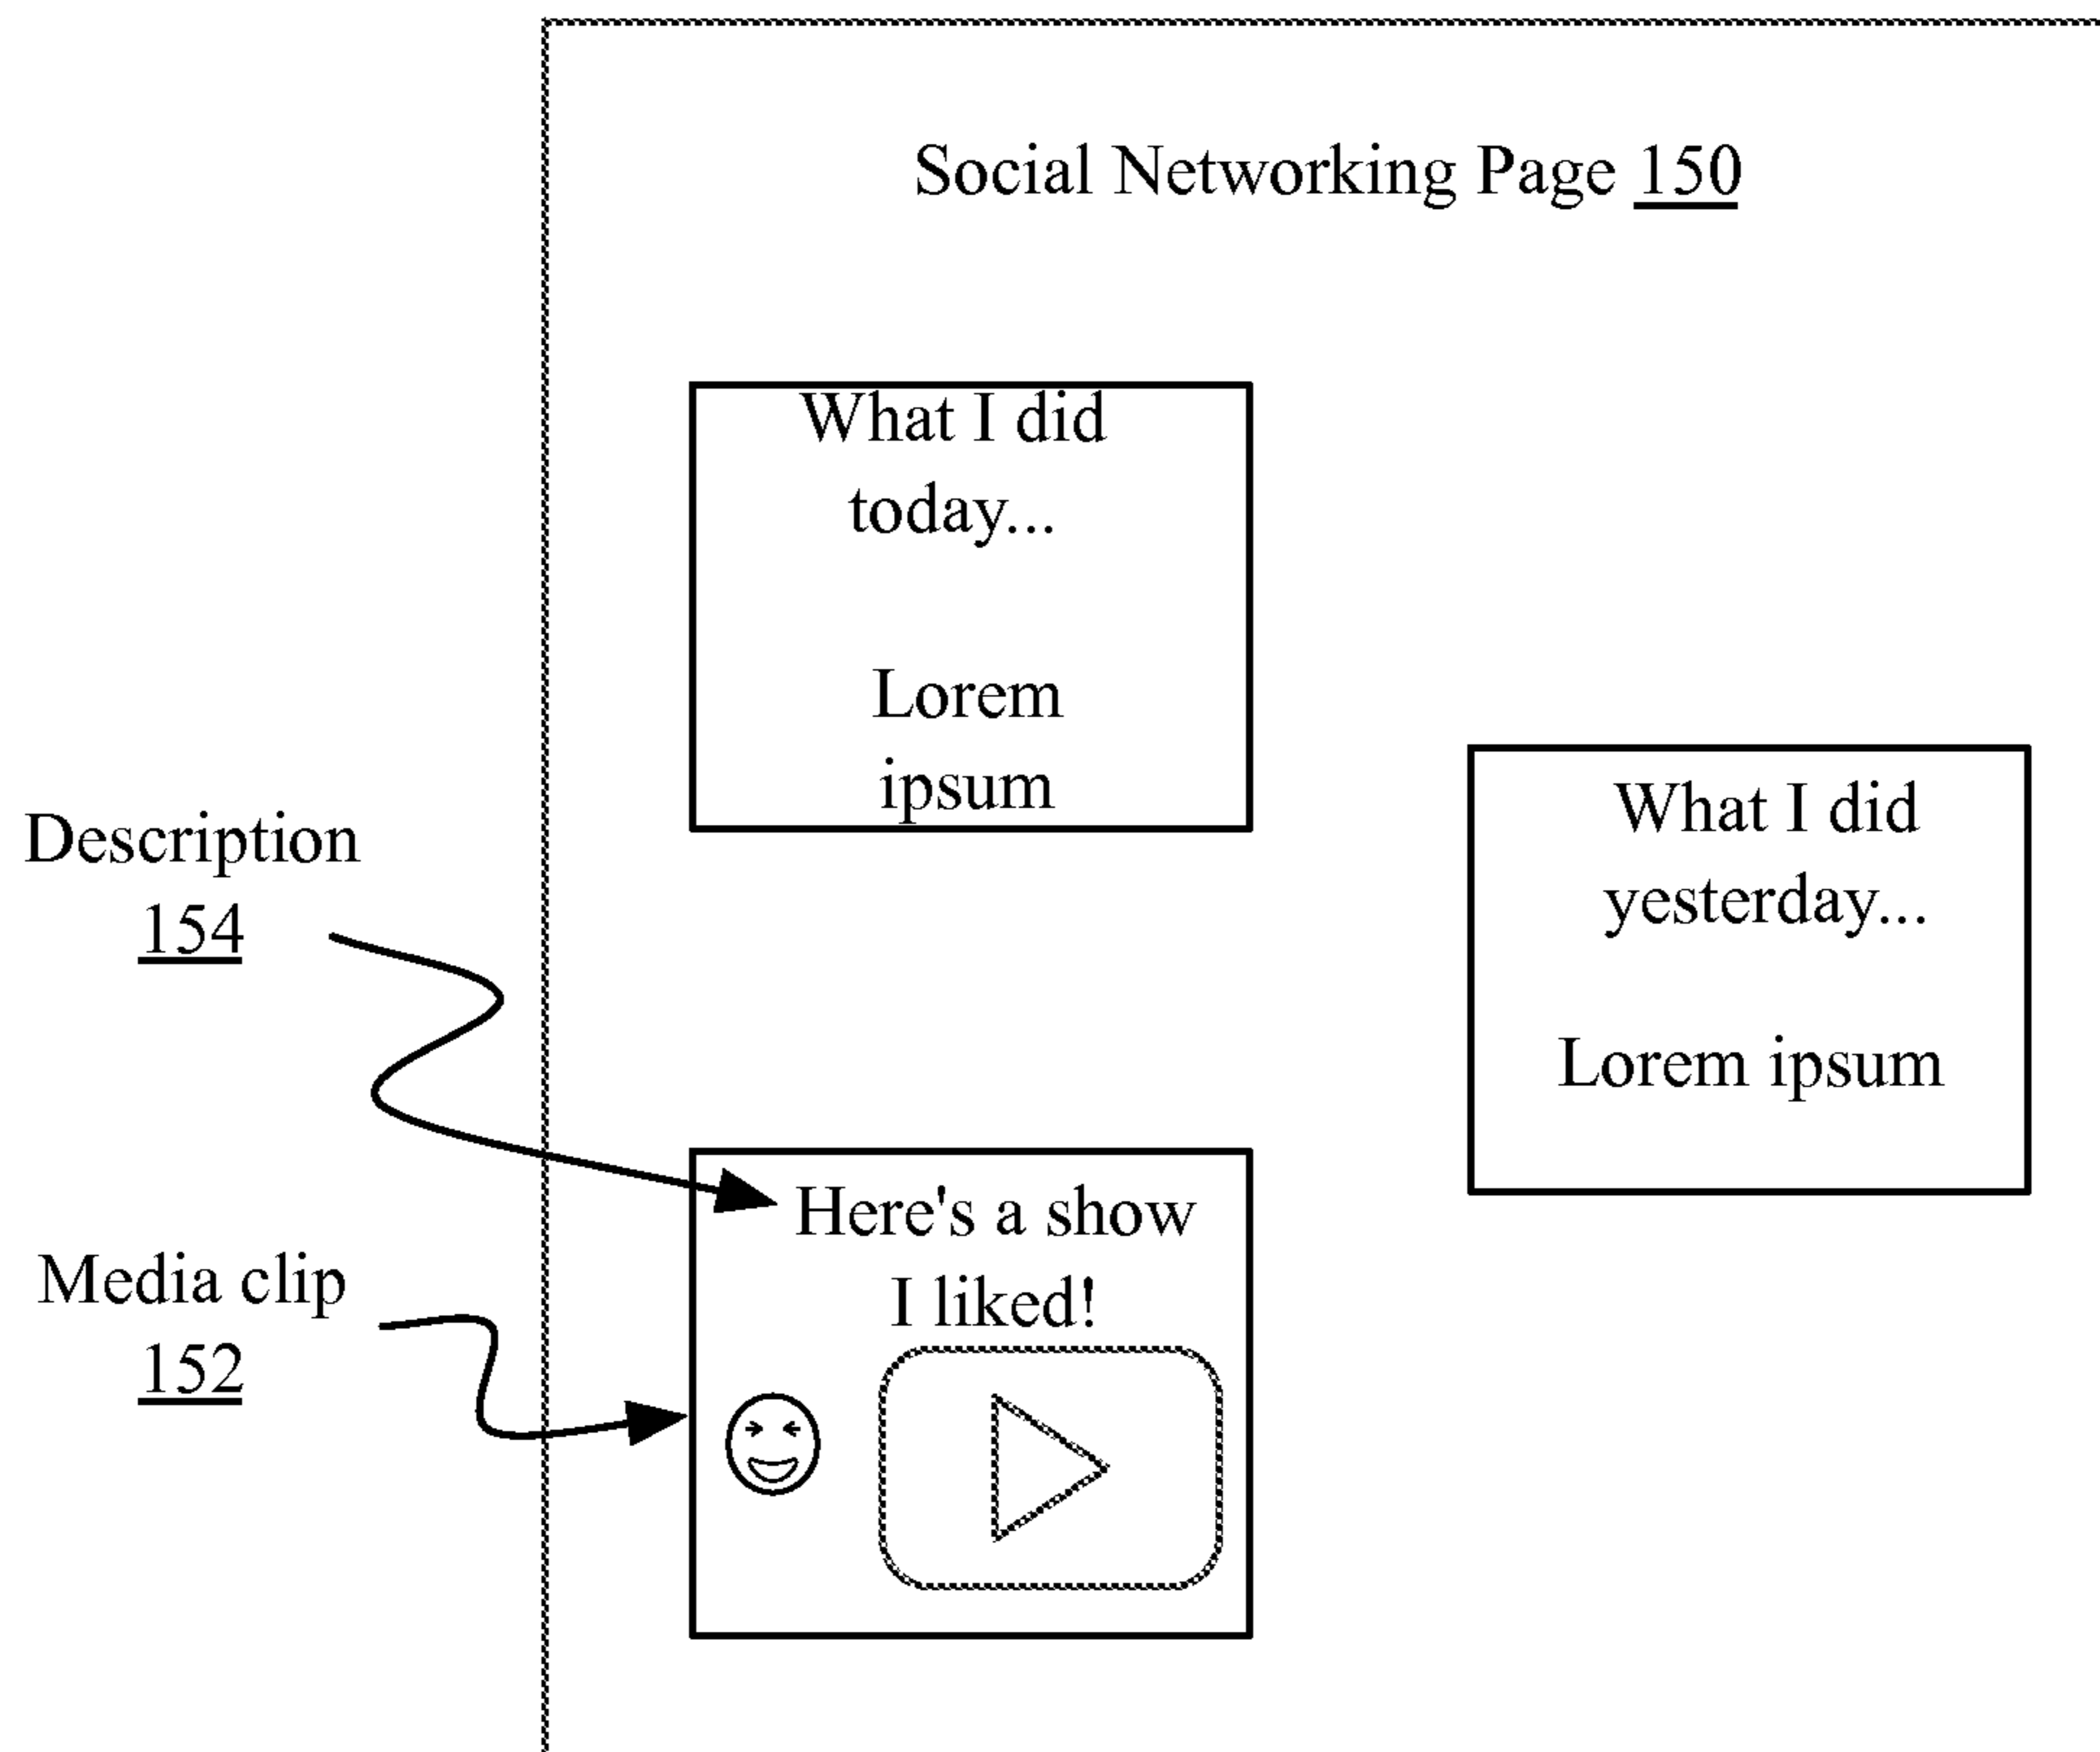 Social Networking Page 150
What I did
today...
Lorem
ipsum
What I did
yesterday...
Lorem ipsum
Description
154
Here's a show
I liked!
Media clip
152